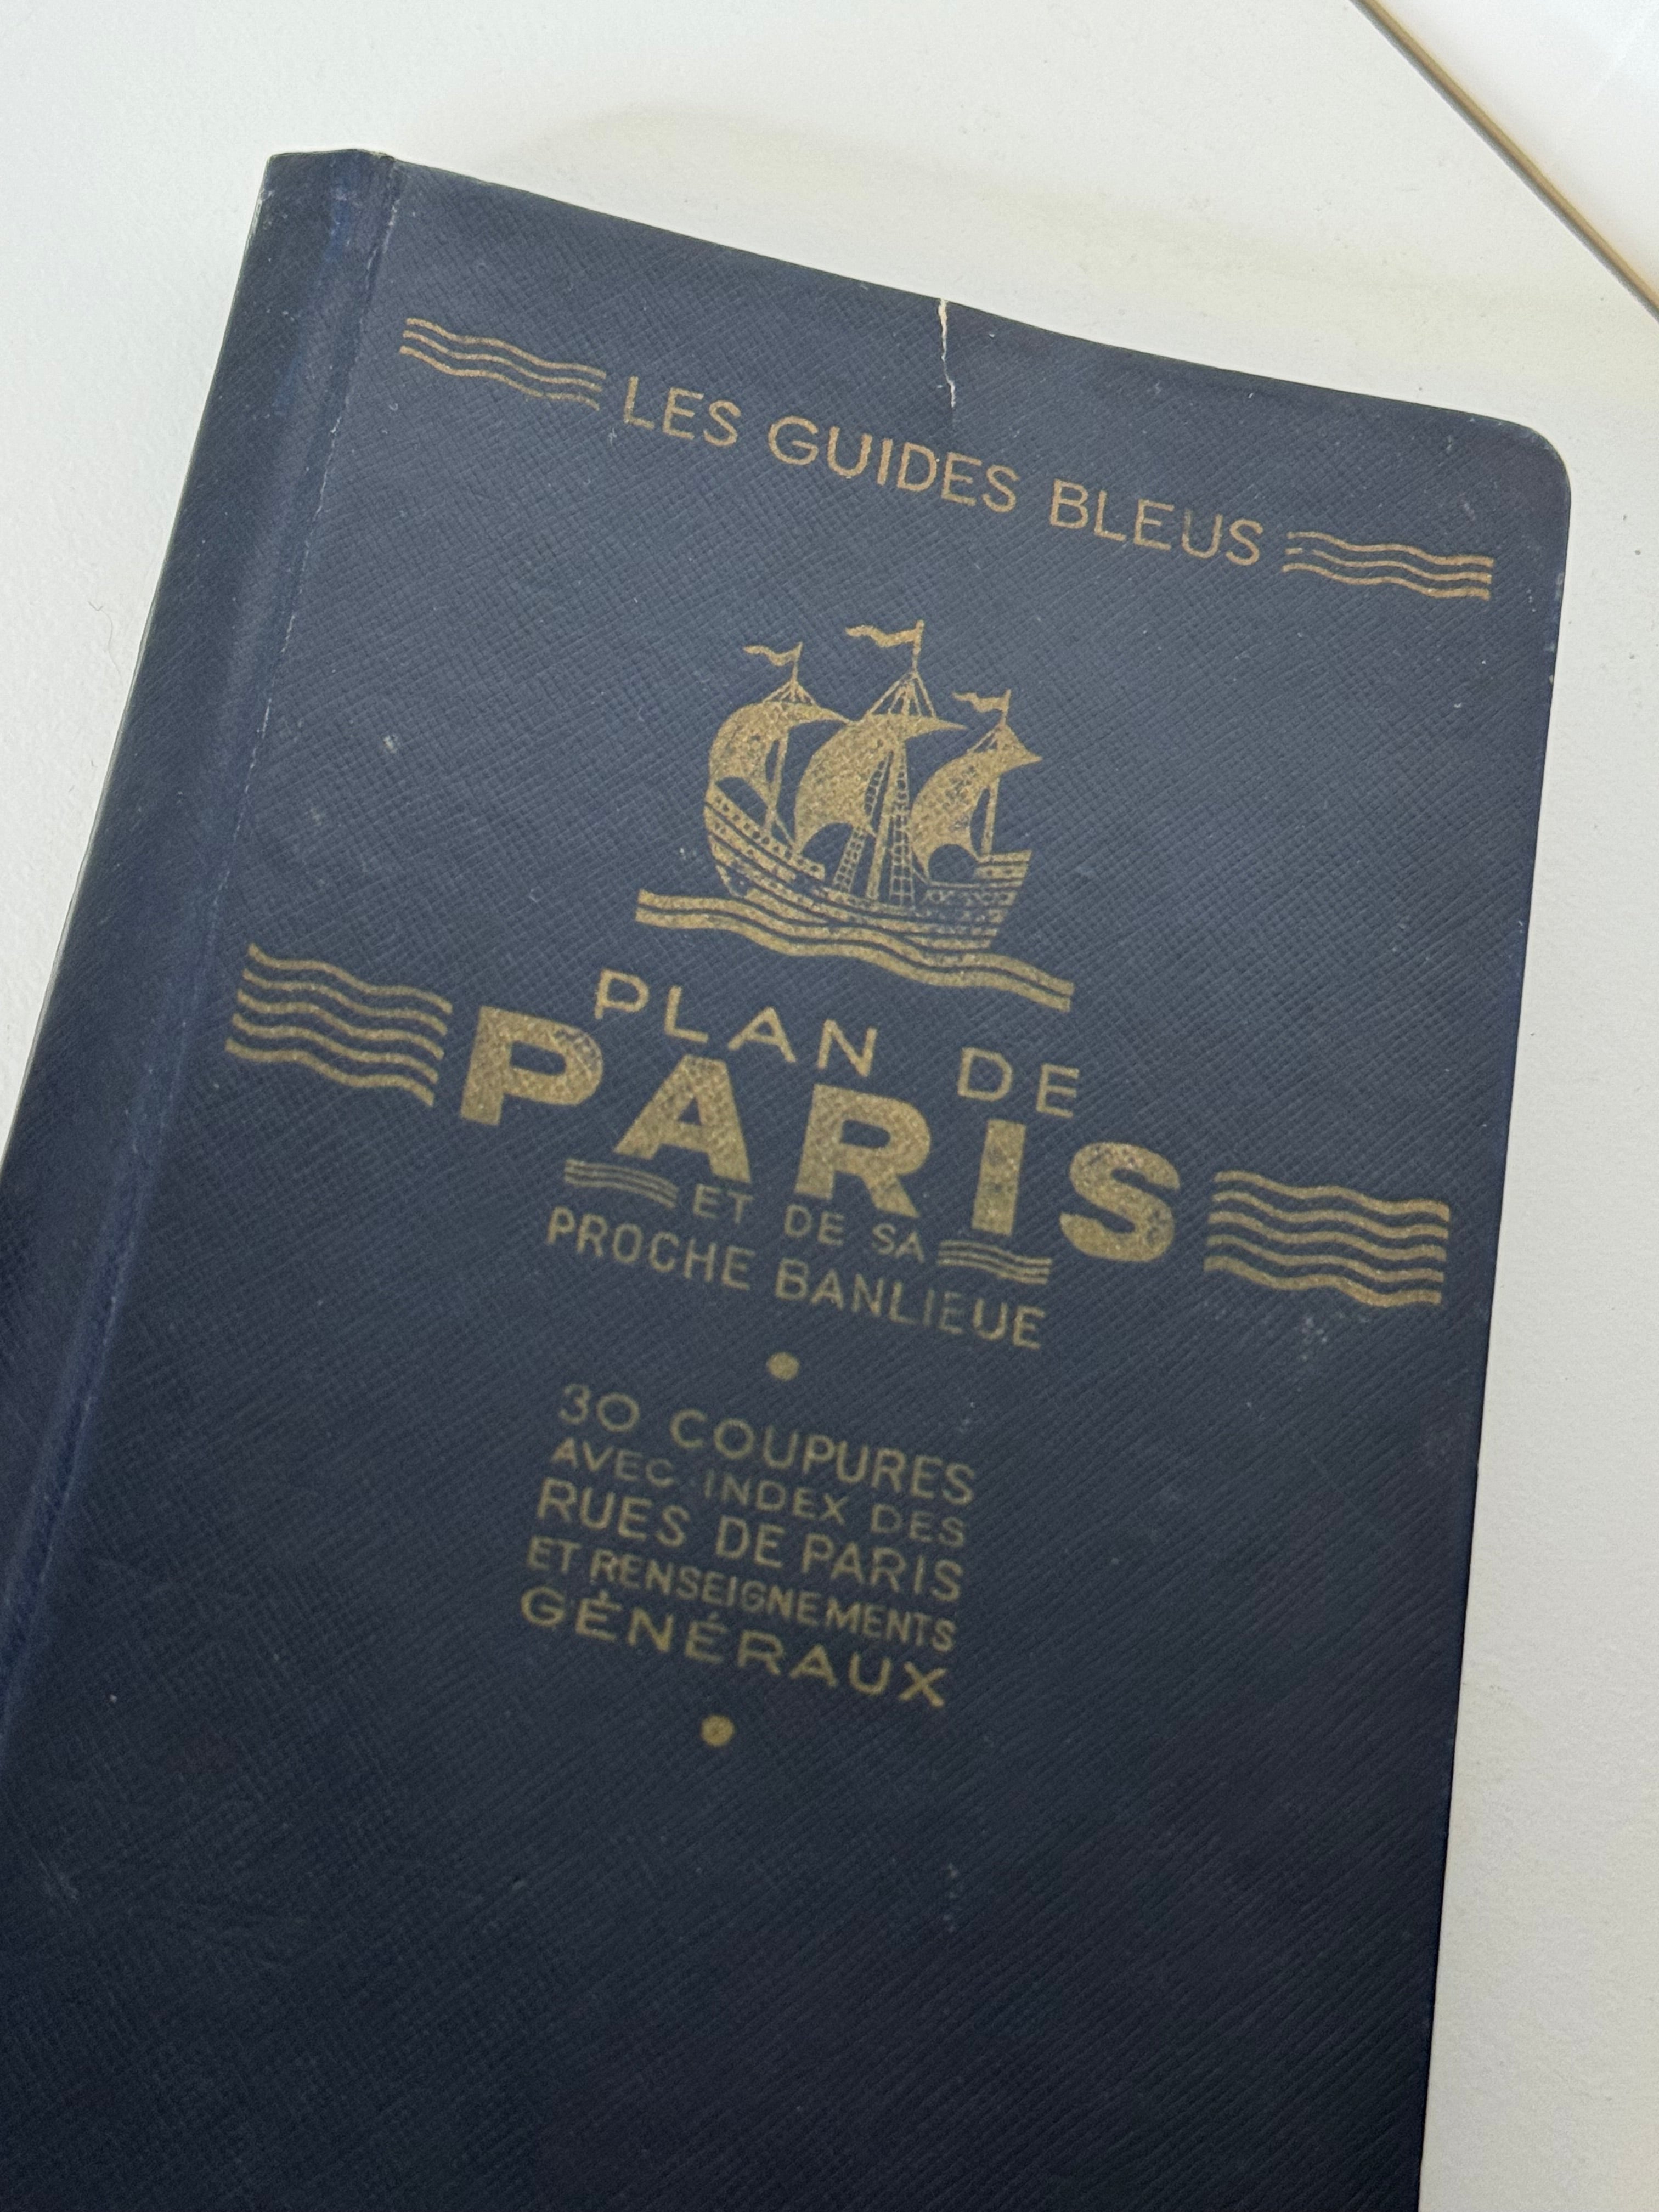 LES GUIDES BLEUS
PLAN DE
PARIS
ET DE SA
PROCHE BANLIEUE
30 COUPURES
AVEC INDEX DES
RUES DE PARIS
ET RENSEIGNEMENTS
GÉNÉRAUX